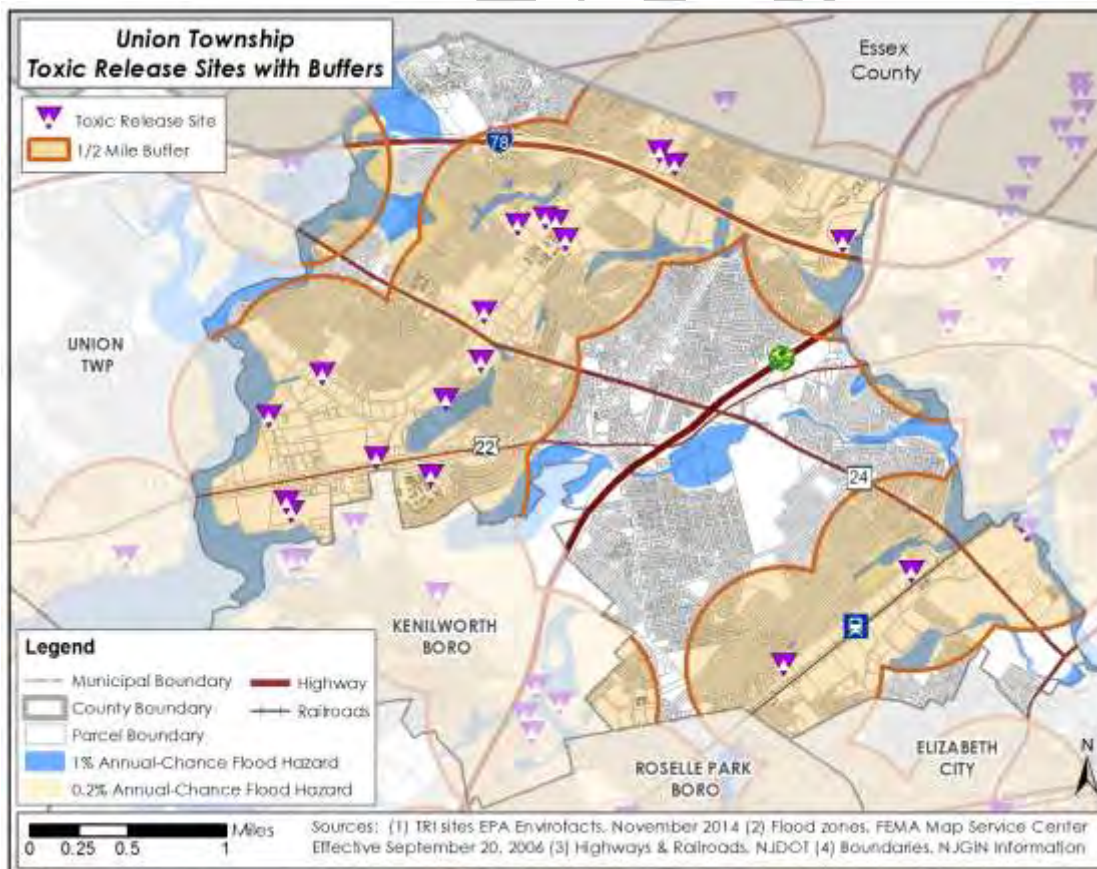 Union Township
Toxic Release Sites with Buffers
Toxic Release Site
1/2 Mile Buffer
Essex
County
78
UNION
TWP
22
24
KENILWORTH
BORO
ROSELLE PARK
BORO
ELIZABETH
CITY
N
Legend
Municipal Boundary
Highway
County Boundary
Railroads
Parcel Boundary
1% Annual-Chance Flood Hazard
0.2% Annual-Chance Flood Hazard
0 0.25 0.5 1 Miles
Sources: (1) TRI sites EPA Envirofacts, November 2014 (2) Flood zones, FEMA Map Service Center
Effective September 20, 2006 (3) Highways & Railroads, NJDOT (4) Boundaries, NJGIN Information